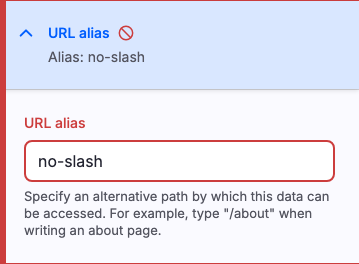 URL alias
Alias: no-slash
URL alias
no-slash
Specify an alternative path by which this data can
be accessed. For example, type "/about" when
writing an about page.